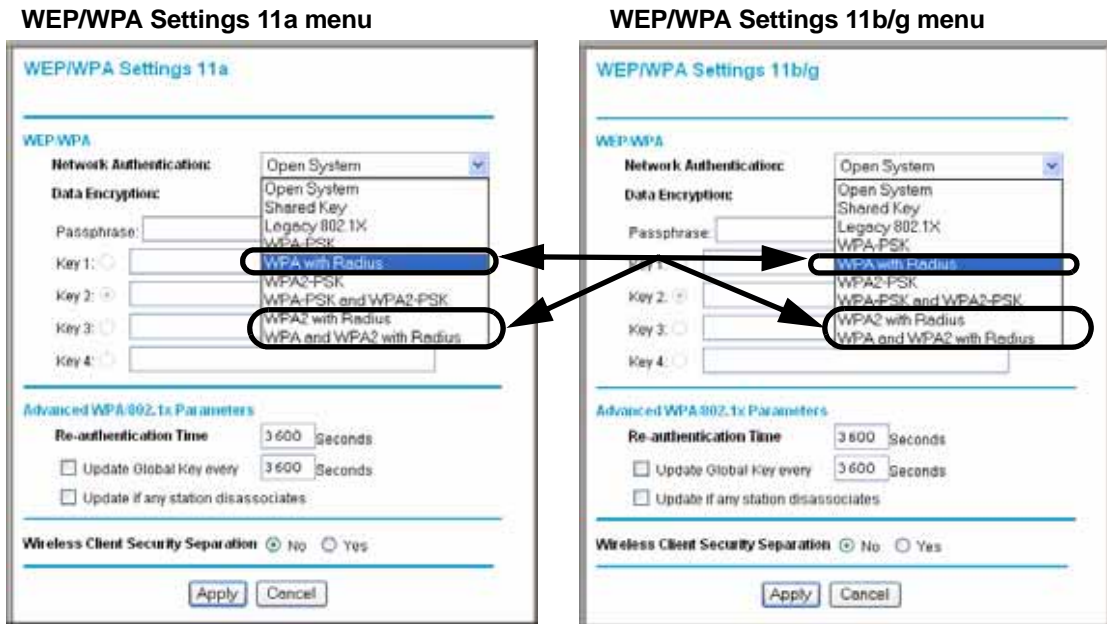 WEP/WPA Settings 11a menu
WEP/WPA Settings 11a
WEP/WPA
Network Authentication: Open System
Data Encryption:
Open System
Shared Key
Legacy 802.1X
WPA-PSK
WPA with Radius
WPA2-PSK
WPA-PSK and WPA2-PSK
WPA2 with Radius
WPA and WPA2 with Radius
Passphrase:
Key 1:
Key 2:
Key 3:
Key 4:
Advanced WPA/802.1x Parameters
Re-authentication Time 3600 Seconds
Update Global Key every 3600 Seconds
Update if any station disassociates
Wireless Client Security Separation No Yes
Apply Cancel
WEP/WPA Settings 11b/g menu
WEP/WPA Settings 11b/g
WEP/WPA
Network Authentication: Open System
Data Encryption:
Open System
Shared Key
Legacy 802.1X
WPA-PSK
WPA with Radius
WPA2-PSK
WPA-PSK and WPA2-PSK
WPA2 with Radius
WPA and WPA2 with Radius
Passphrase:
Key 1:
Key 2:
Key 3:
Key 4:
Advanced WPA/802.1x Parameters
Re-authentication Time 3600 Seconds
Update Global Key every 3600 Seconds
Update if any station disassociates
Wireless Client Security Separation No Yes
Apply Cancel